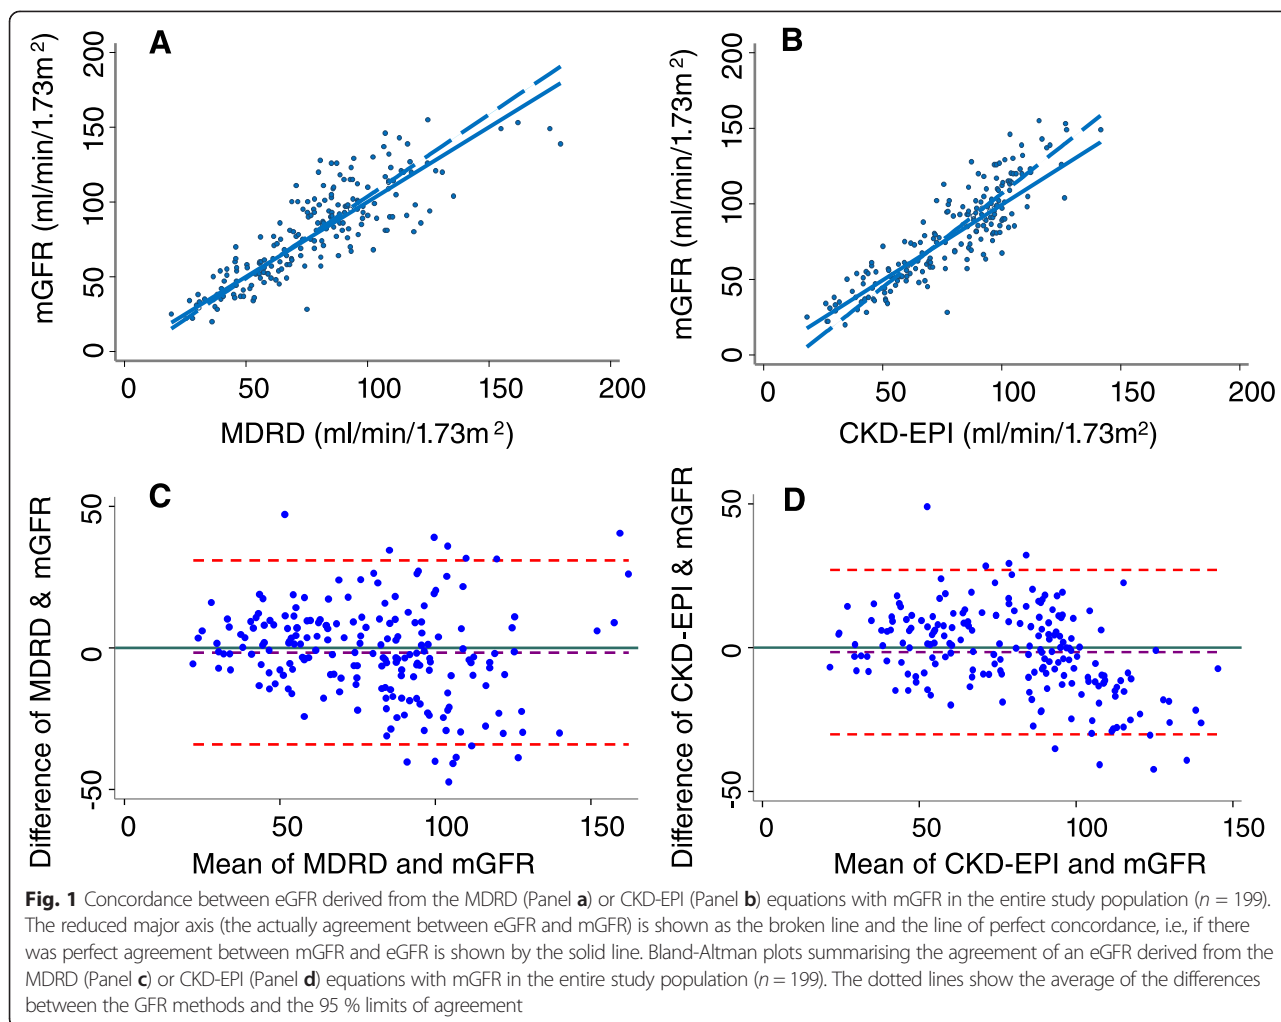 A
mGFR (ml/min/1.73m²)
200
150
100
50
0
0 50 100 150 200
MDRD (ml/min/1.73m²)
B
mGFR (ml/min/1.73m²)
200
150
100
50
0
0 50 100 150 200
CKD-EPI (ml/min/1.73m²)
C
Difference of MDRD & mGFR
50
0
-50
0 50 100 150
Mean of MDRD and mGFR
D
Difference of CKD-EPI & mGFR
50
0
-50
0 50 100 150
Mean of CKD-EPI and mGFR
Fig. 1 Concordance between eGFR derived from the MDRD (Panel a) or CKD-EPI (Panel b) equations with mGFR in the entire study population (n = 199).
The reduced major axis (the actually agreement between eGFR and mGFR) is shown as the broken line and the line of perfect concordance, i.e., if there
was perfect agreement between mGFR and eGFR is shown by the solid line. Bland-Altman plots summarising the agreement of an eGFR derived from the
MDRD (Panel c) or CKD-EPI (Panel d) equations with mGFR in the entire study population (n = 199). The dotted lines show the average of the differences
between the GFR methods and the 95 % limits of agreement